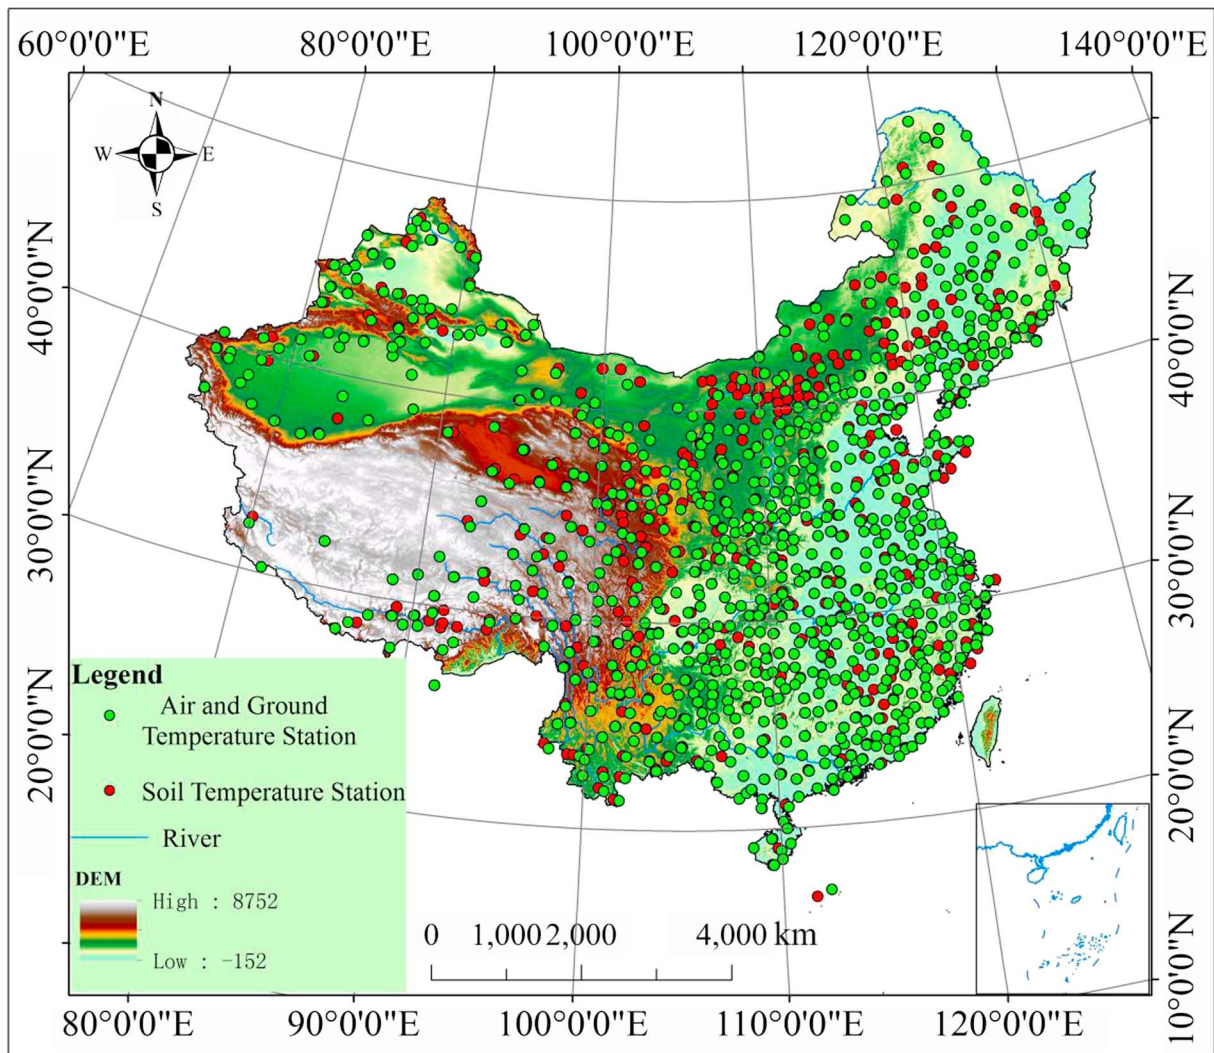 60°0'0"E 80°0'0"E 100°0'0"E 120°0'0"E 140°0'0"E
N
W E
S
40°0'0"N
30°0'0"N
20°0'0"N
40°0'0"N
30°0'0"N
20°0'0"N
10°0'0"N
Legend
Air and Ground
Temperature Station
Soil Temperature Station
River
DEM
High : 8752
Low : -152
0 1,000 2,000 4,000 km
80°0'0"E 90°0'0"E 100°0'0"E 110°0'0"E 120°0'0"E